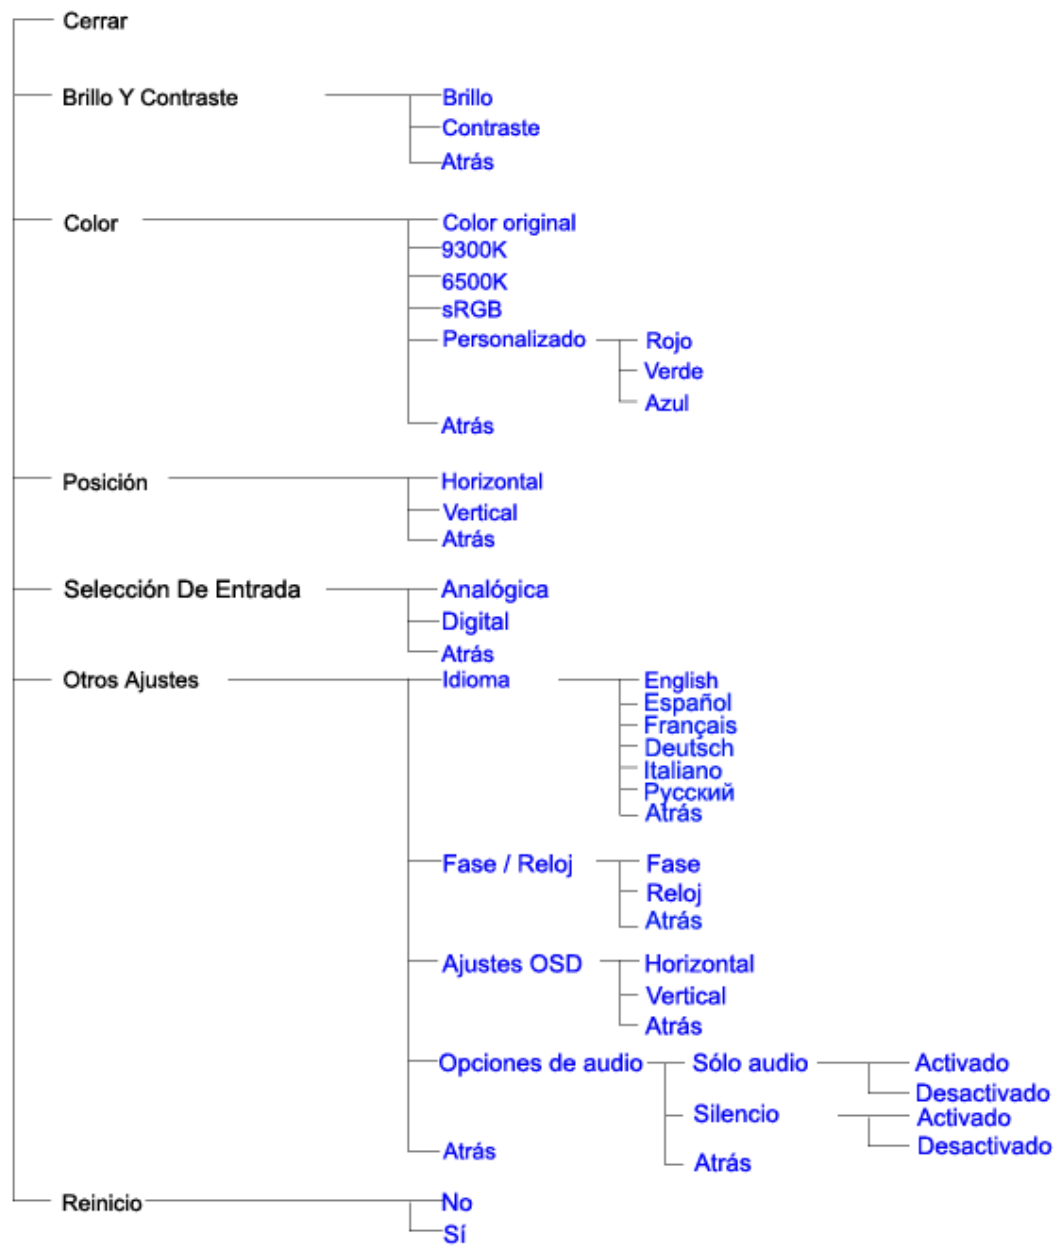 Cerrar
Brillo Y Contraste Brillo
Contraste
Atrás
Color Color original
9300K
6500K
sRGB
Personalizado Rojo
Verde
Azul
Atrás
Posición Horizontal
Vertical
Atrás
Selección De Entrada Analógica
Digital
Atrás
Otros Ajustes Idioma English
Español
Français
Deutsch
Italiano
Русский
Atrás
Fase / Reloj Fase
Reloj
Atrás
Ajustes OSD Horizontal
Vertical
Atrás
Opciones de audio Sólo audio Activado
Desactivado
Silencio Activado
Desactivado
Atrás
Atrás
Reinicio No
Sí